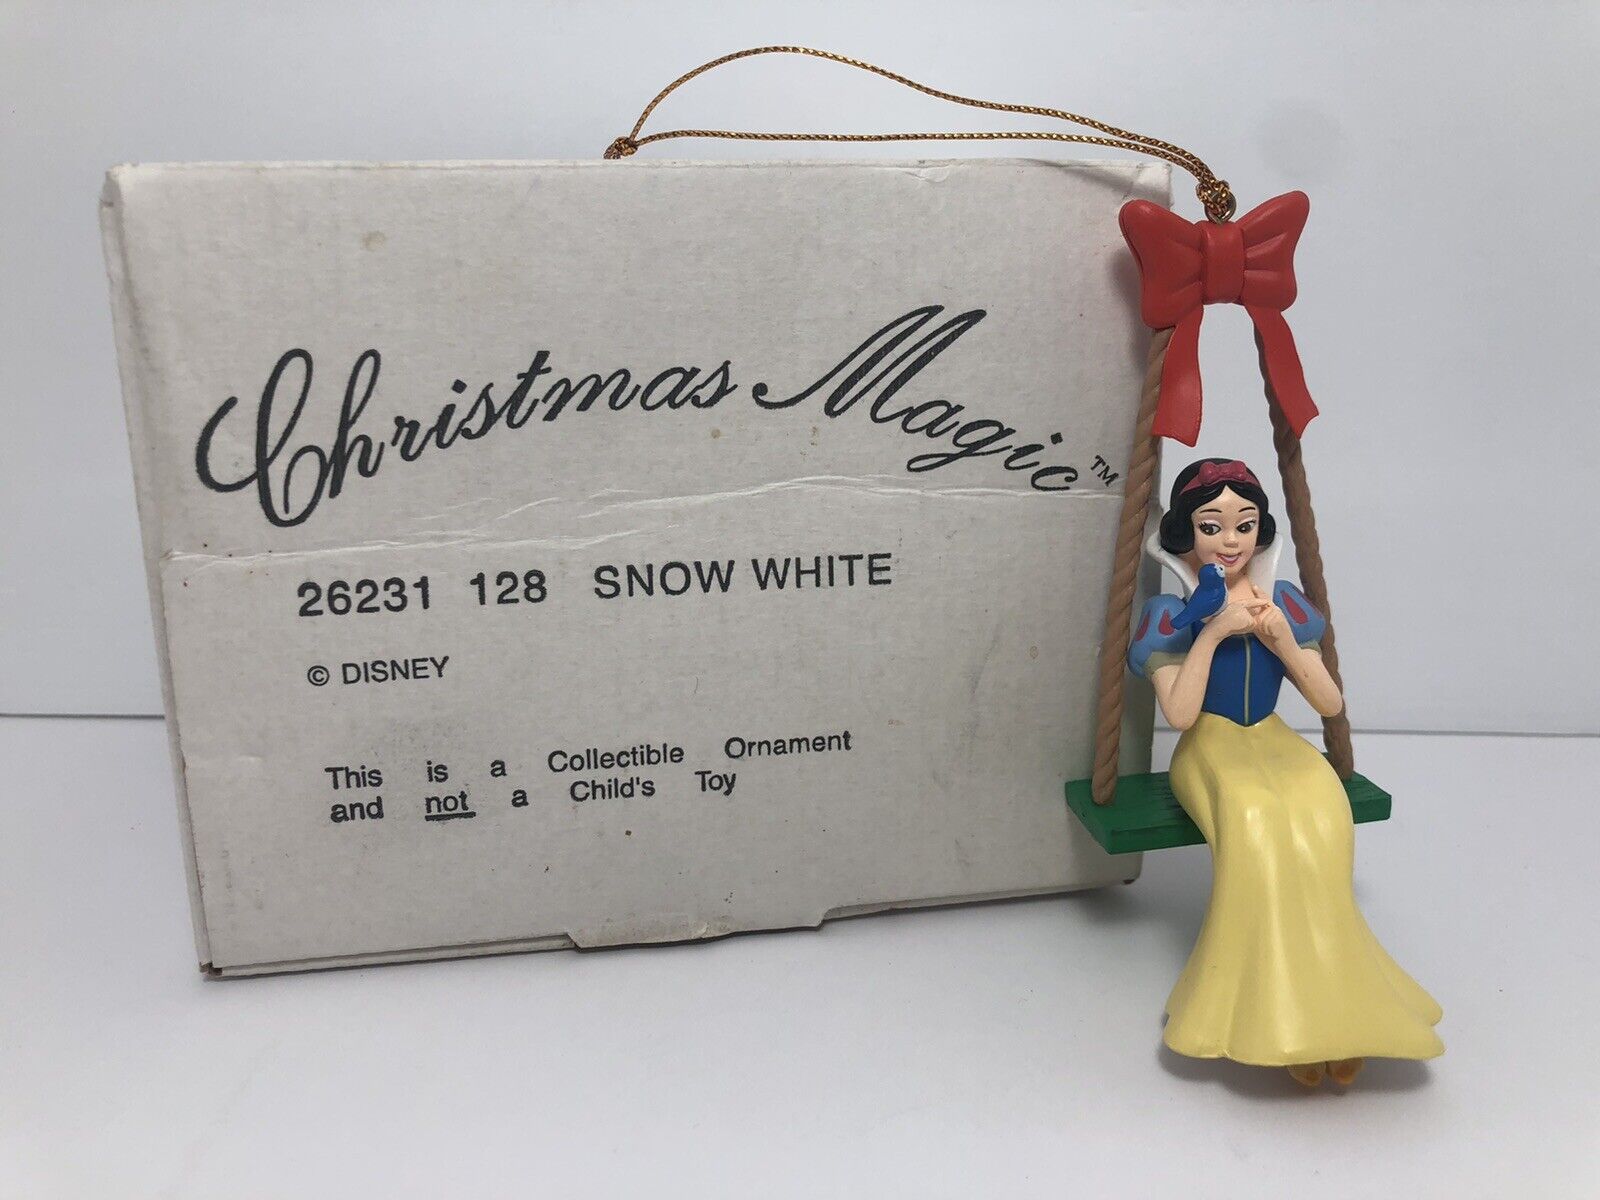 Christmas Magic™
26231 128 SNOW WHITE
© DISNEY
This is a Collectible Ornament
and not a Child's Toy